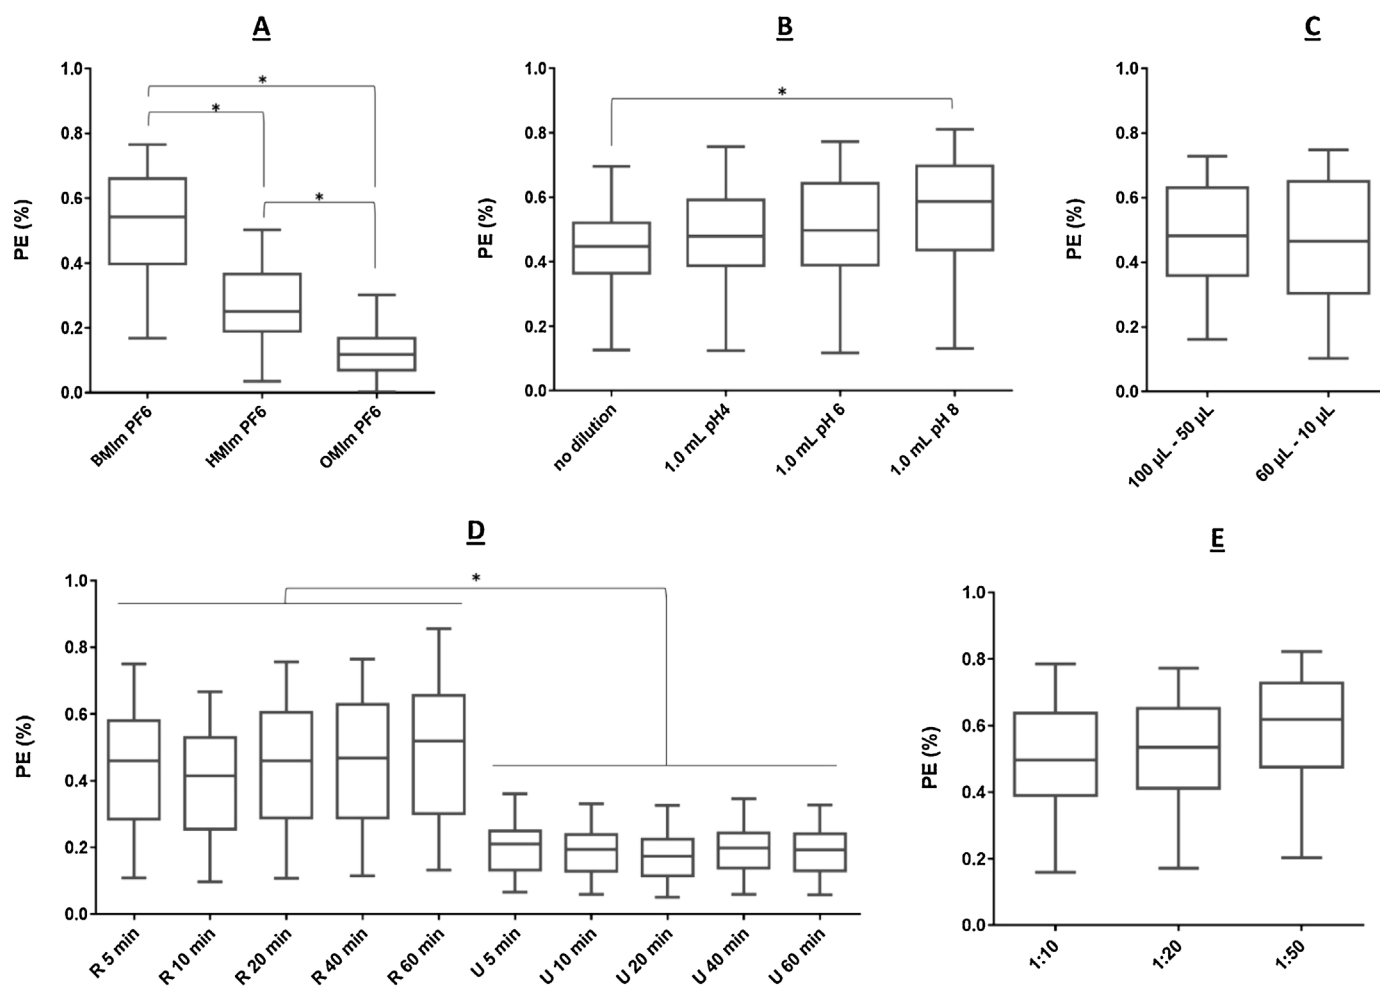 A
PE (%)
1.0
0.8
0.6
0.4
0.2
0.0
*
*
*
BMIm PF6
HMIm PF6
OMIm PF6
B
PE (%)
1.0
0.8
0.6
0.4
0.2
0.0
*
no dilution
1.0 mL pH4
1.0 mL pH 6
1.0 mL pH 8
C
PE (%)
1.0
0.8
0.6
0.4
0.2
0.0
100 µL - 50 µL
60 µL - 10 µL
D
PE (%)
1.0
0.8
0.6
0.4
0.2
0.0
*
R 5 min
R 10 min
R 20 min
R 40 min
R 60 min
U 5 min
U 10 min
U 20 min
U 40 min
U 60 min
E
PE (%)
1.0
0.8
0.6
0.4
0.2
0.0
1:10
1:20
1:50